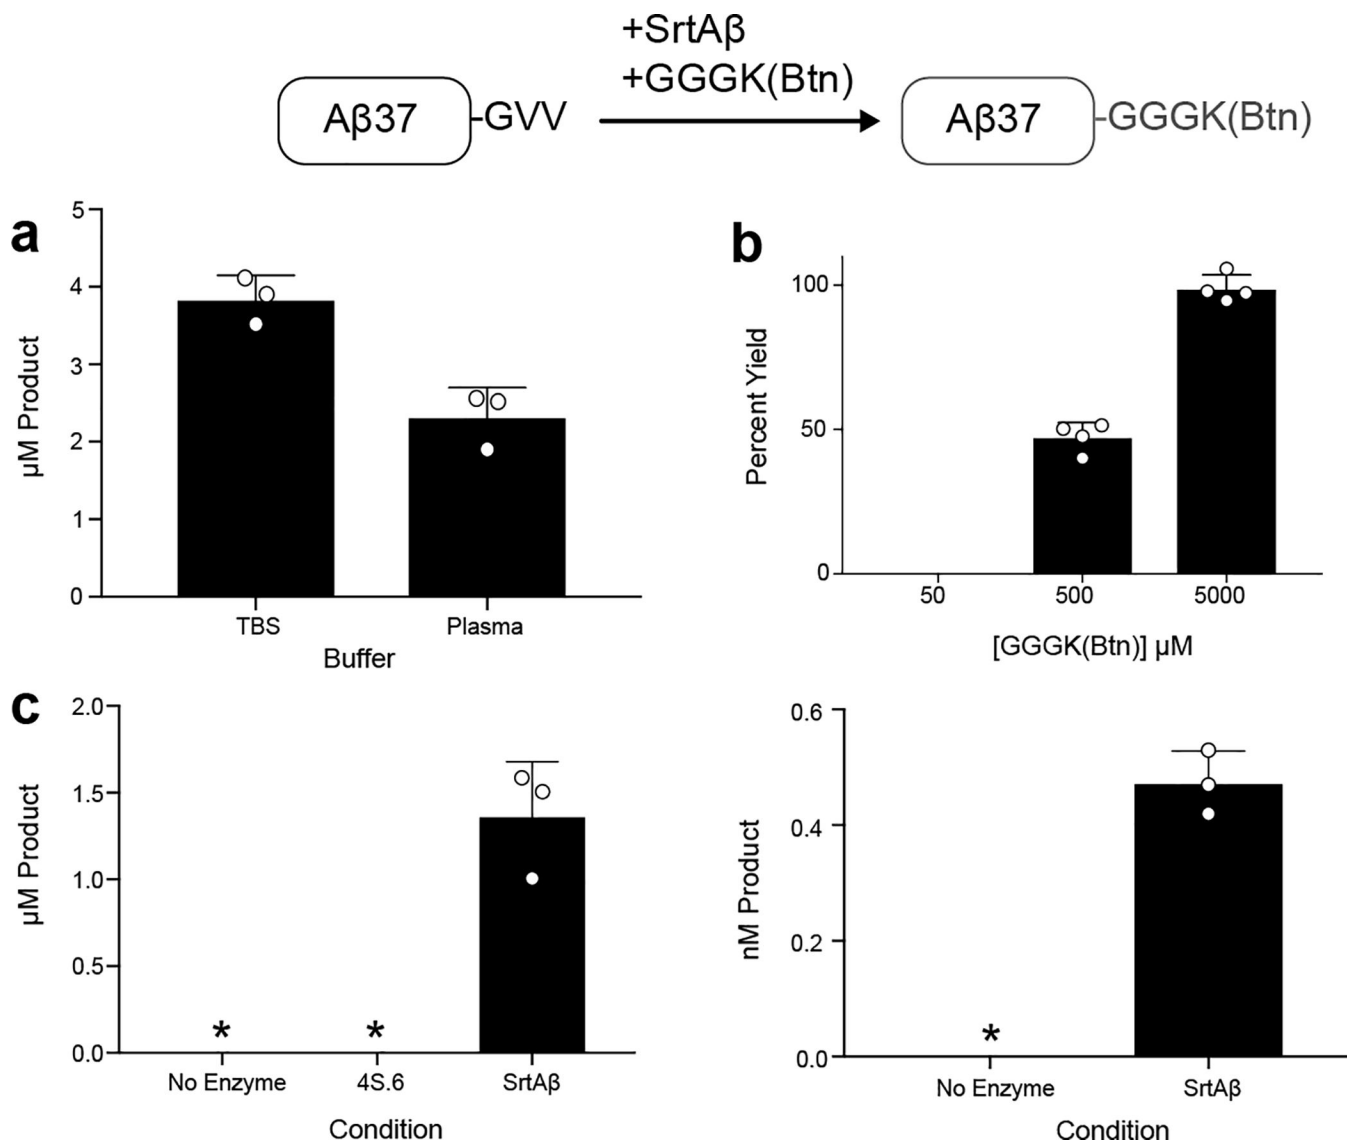 +SrtAβ
+GGGK(Btn)
Aβ37 -GVV
Aβ37 -GGGK(Btn)
a
5
4
3
2
1
0
µM Product
TBS Plasma
Buffer
b
100
50
0
Percent Yield
50 500 5000
[GGGK(Btn)] µM
c
2.0
1.5
1.0
0.5
0.0
µM Product
* *
No Enzyme 4S.6 SrtAβ
Condition
0.6
0.4
0.2
0.0
nM Product
*
No Enzyme SrtAβ
Condition